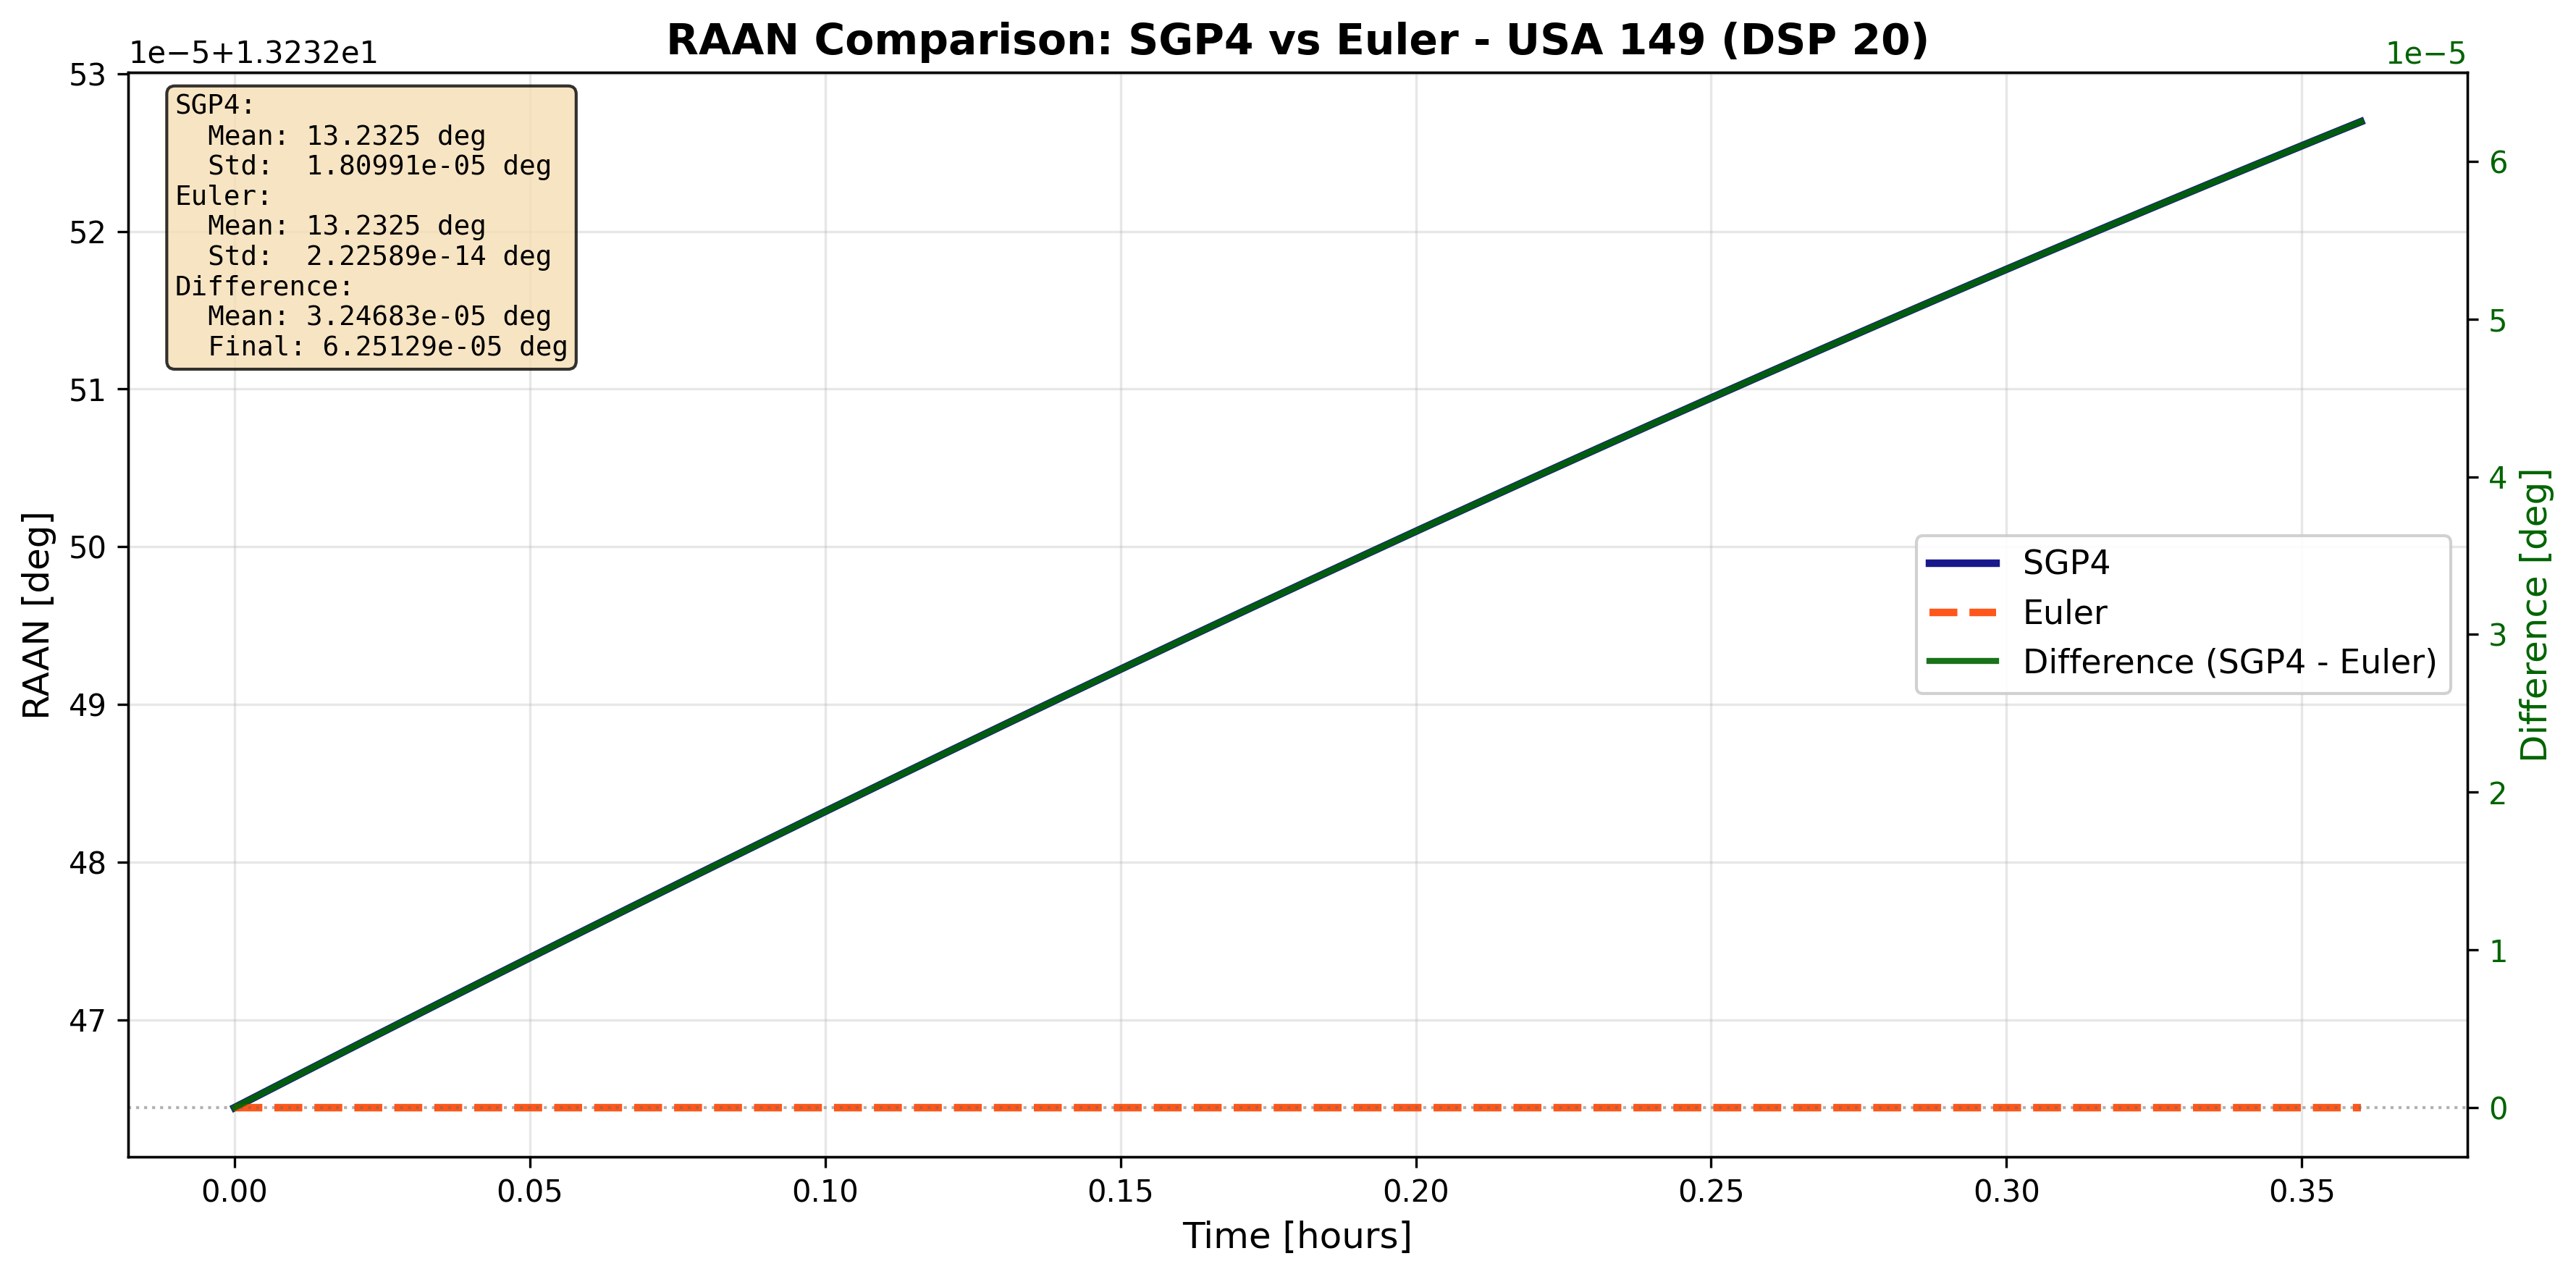 RAAN Comparison: SGP4 vs Euler - USA 149 (DSP 20)
1e−5+1.3232e1
1e−5
53
52
51
50
49
48
47
RAAN [deg]
SGP4:
Mean: 13.2325 deg
Std: 1.80991e-05 deg
Euler:
Mean: 13.2325 deg
Std: 2.22589e-14 deg
Difference:
Mean: 3.24683e-05 deg
Final: 6.25129e-05 deg
SGP4
Euler
Difference (SGP4 - Euler)
6
5
4
3
2
1
0
Difference [deg]
0.00
0.05
0.10
0.15
0.20
0.25
0.30
0.35
Time [hours]